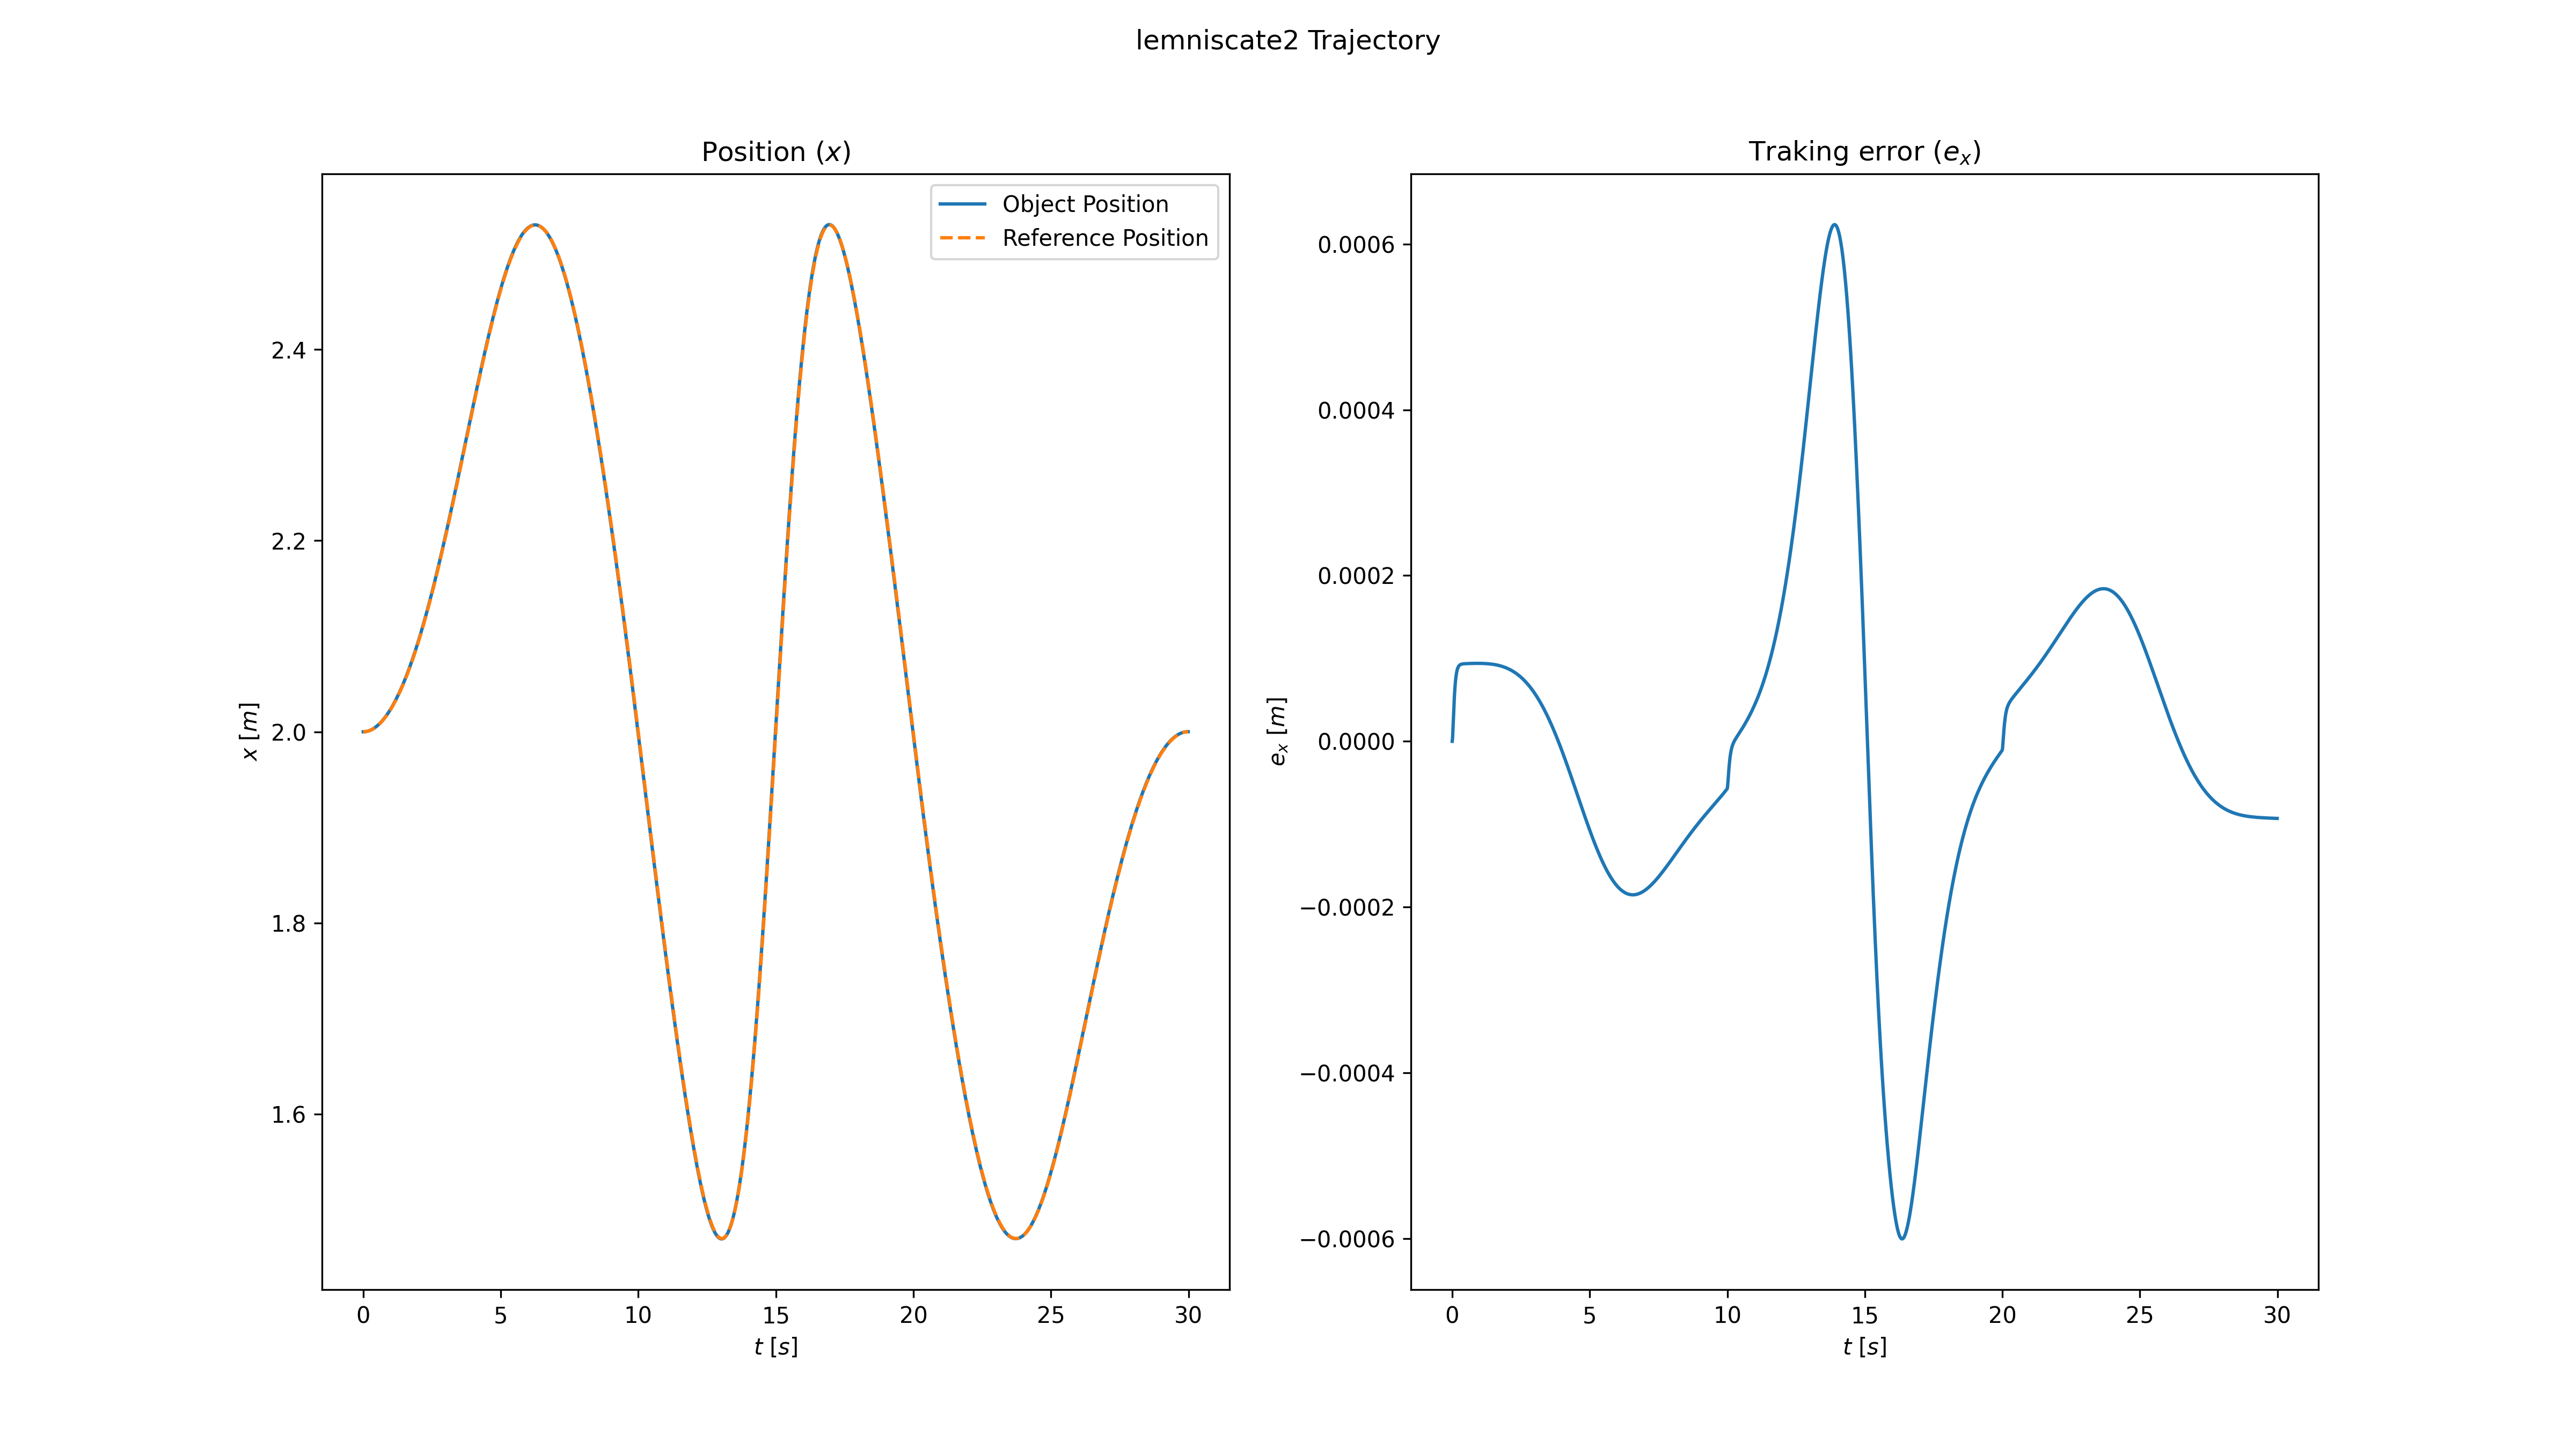 lemniscate2 Trajectory
Position (x)
Object Position
Reference Position
2.4
2.2
2.0
1.8
1.6
x [m]
0 5 10 15 20 25 30
t [s]
Traking error (eₓ)
0.0006
0.0004
0.0002
0.0000
−0.0002
−0.0004
−0.0006
eₓ [m]
0 5 10 15 20 25 30
t [s]